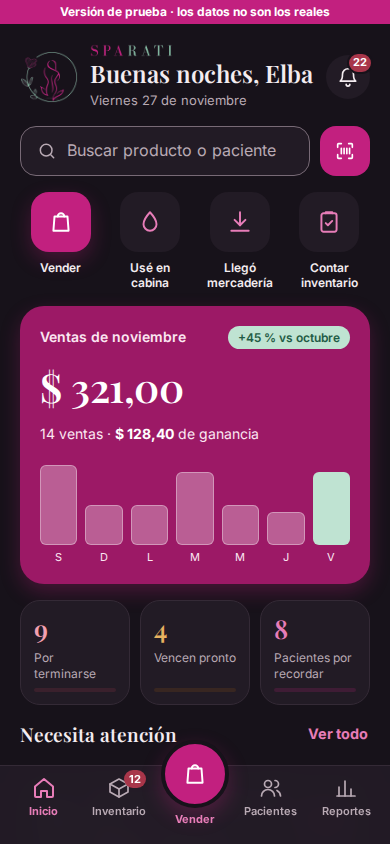 Versión de prueba · los datos no son los reales
SPARATI
Buenas noches, Elba
Viernes 27 de noviembre
22
Buscar producto o paciente
Vender
Usé en
cabina
Llegó
mercadería
Contar
inventario
Ventas de noviembre
+45 % vs octubre
$ 321,00
14 ventas · $ 128,40 de ganancia
S D L M M J V
9
Por
terminarse
4
Vencen pronto
8
Pacientes por
recordar
Necesita atención
Ver todo
Inicio
12
Inventario
Vender
Pacientes
Reportes